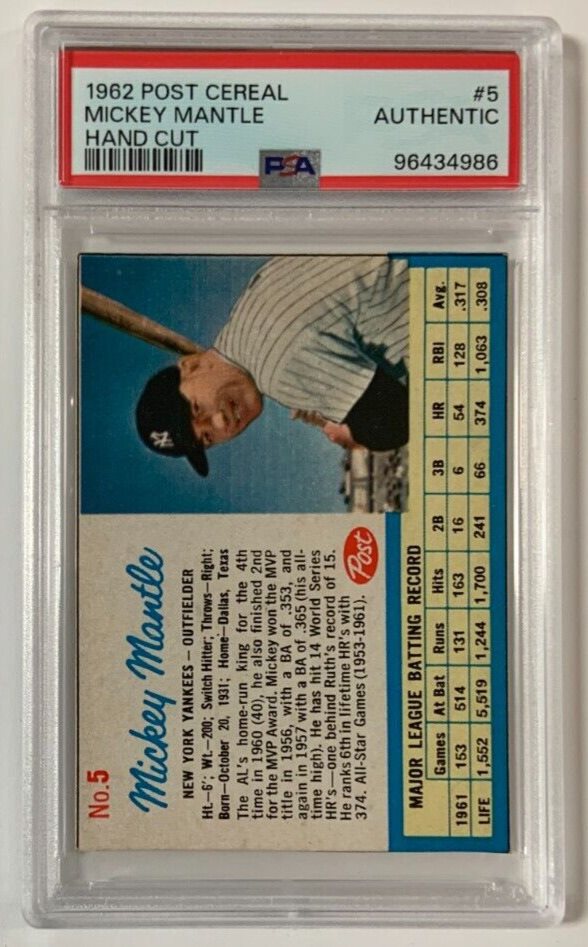 1962 POST CEREAL #5
MICKEY MANTLE AUTHENTIC
HAND CUT
PSA 96434986
No.5
Mickey Mantle
NEW YORK YANKEES — OUTFIELDER
Ht.—6'; Wt.—200; Switch Hitter; Throws—Right;
Born—October 20, 1931; Home—Dallas, Texas
The AL's home-run king for the 4th
time in 1960 (40), he also finished 2nd
for the MVP Award. Mickey won the MVP
title in 1956, with a BA of .353, and
again in 1957 with a BA of .365 (his all-
time high). He has hit 14 World Series
HR's—one behind Ruth's record of 15.
He ranks 6th in lifetime HR's with
374. All-Star Games (1953-1961).
Post
NY
MAJOR LEAGUE BATTING RECORD
Games At Bat Runs Hits 2B 3B HR RBI Avg.
1961 153 514 131 163 16 6 54 128 .317
LIFE 1,552 5,519 1,244 1,700 241 66 374 1,063 .308